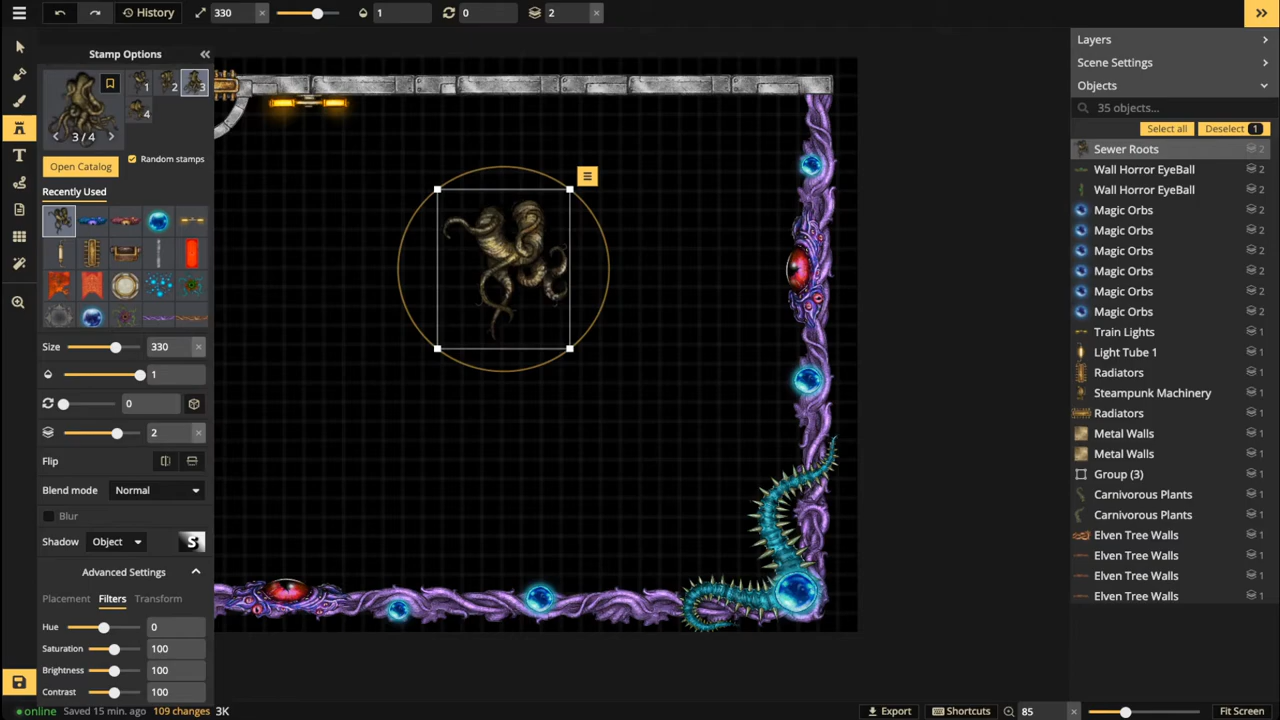 History 330 × 1 0 2 ×
Stamp Options
Layers
Scene Settings
Objects
1 2 3
4
3 / 4
35 objects...
Select all Deselect 1
Open Catalog Random stamps
Recently Used
Sewer Roots 2
Wall Horror EyeBall 2
Wall Horror EyeBall 2
Magic Orbs 2
Magic Orbs 2
Magic Orbs 2
Magic Orbs 2
Magic Orbs 2
Magic Orbs 2
Train Lights 2
Light Tube 1 1
Radiators 1
Steampunk Machinery 1
Radiators 1
Metal Walls 1
Metal Walls 1
Group (3) 1
Carnivorous Plants 1
Carnivorous Plants 1
Elven Tree Walls 1
Elven Tree Walls 1
Elven Tree Walls 1
Elven Tree Walls 1
Size 330 ×
1
0
2 ×
Flip
Blend mode Normal
Blur
Shadow Object S
Advanced Settings
Placement Filters Transform
Hue 0
Saturation 100
Brightness 100
Contrast 100
online Saved 15 min. ago 109 changes 3K
Export Shortcuts 85 × Fit Screen